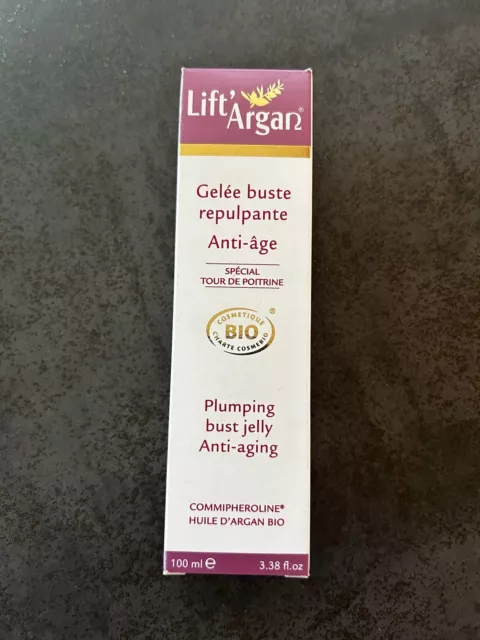 Lift'
Argan®
Gelée buste
repulpante
Anti-âge
SPÉCIAL
TOUR DE POITRINE
COSMETIQUE
®
BIO
CHARTE COSMEBIO
Plumping
bust jelly
Anti-aging
COMMIPHEROLINE®
HUILE D'ARGAN BIO
100 ml ℮ 3.38 fl.oz